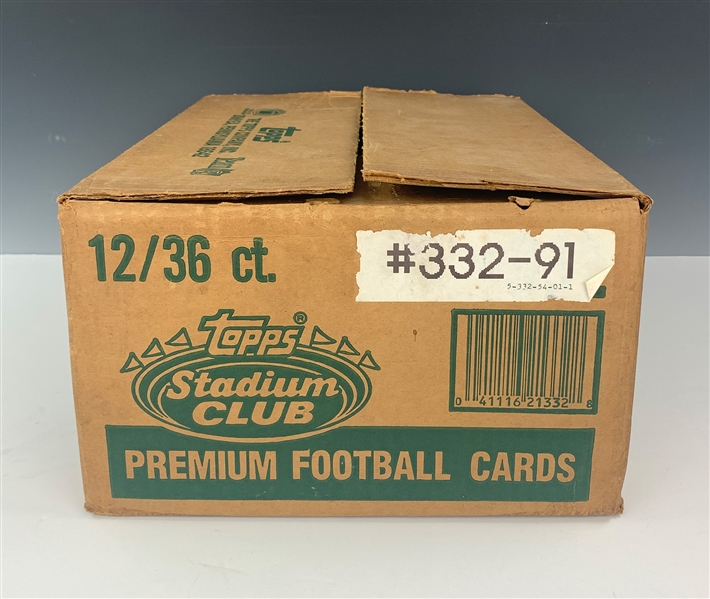 12/36 ct.
#332-91
5-332-54-01-1
Topps®
Stadium
CLUB
0 41116 21332 8
PREMIUM FOOTBALL CARDS